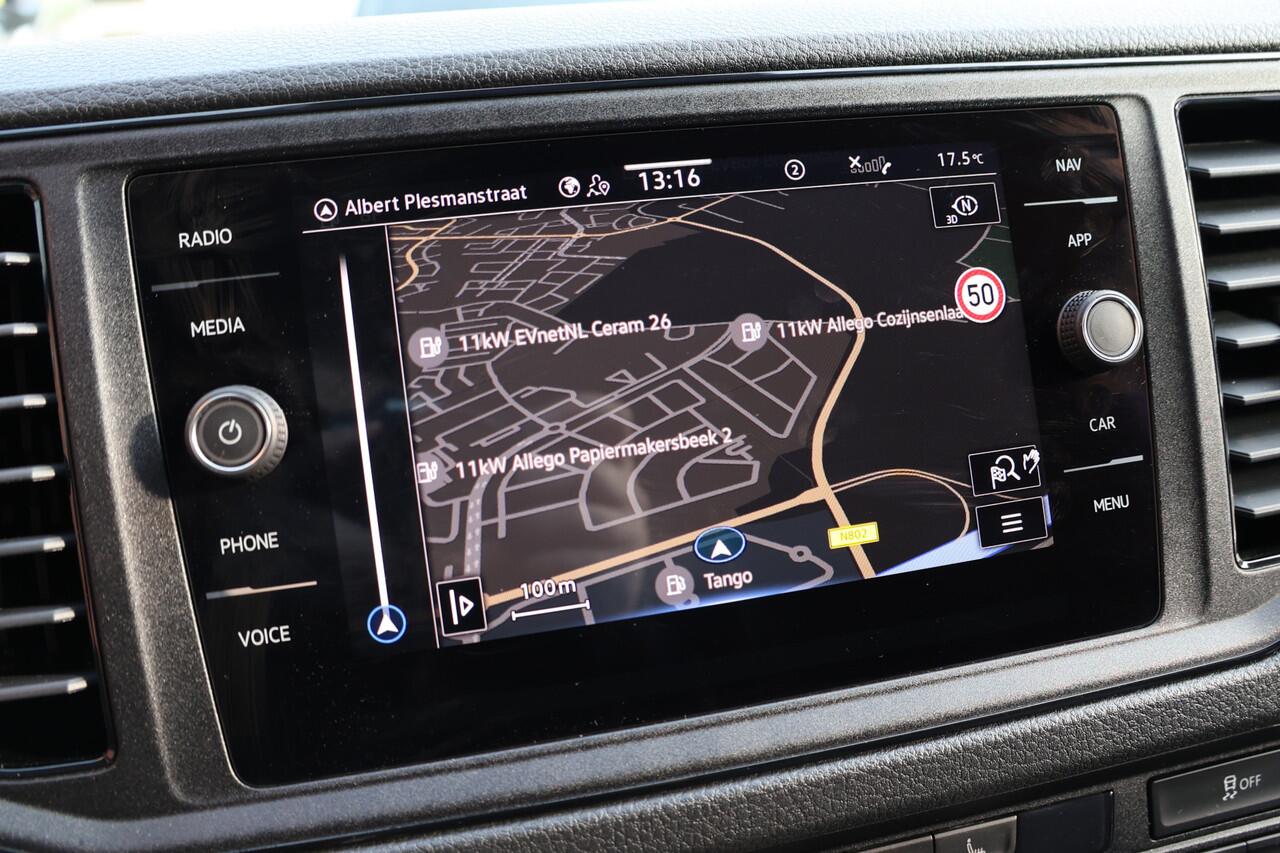 Albert Plesmanstraat
13:16
2
17.5°C
NAV
RADIO
3D
N
APP
50
MEDIA
11kW EVnetNL Ceram 26
11kW Allego Cozijnsenlaa
11kW Allego Papiermakersbeek 2
CAR
MENU
PHONE
N802
Tango
100m
VOICE
OFF